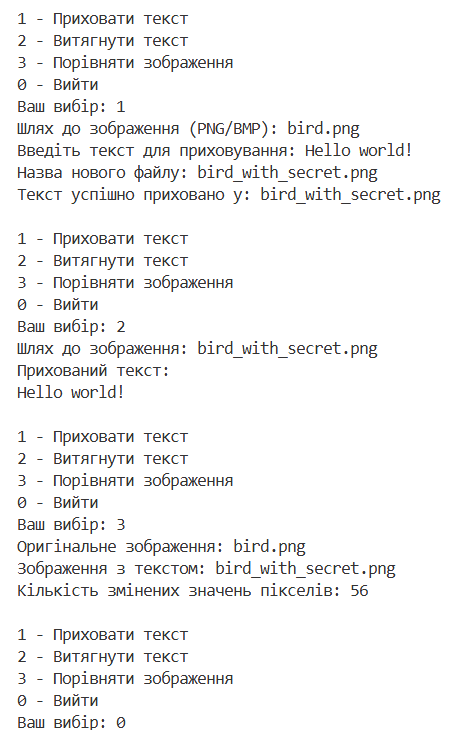 1 - Приховати текст
2 - Витягнути текст
3 - Порівняти зображення
0 - Вийти
Ваш вибір: 1
Шлях до зображення (PNG/BMP): bird.png
Введіть текст для приховування: Hello world!
Назва нового файлу: bird_with_secret.png
Текст успішно приховано у: bird_with_secret.png

1 - Приховати текст
2 - Витягнути текст
3 - Порівняти зображення
0 - Вийти
Ваш вибір: 2
Шлях до зображення: bird_with_secret.png
Прихований текст:
Hello world!

1 - Приховати текст
2 - Витягнути текст
3 - Порівняти зображення
0 - Вийти
Ваш вибір: 3
Оригінальне зображення: bird.png
Зображення з текстом: bird_with_secret.png
Кількість змінених значень пікселів: 56

1 - Приховати текст
2 - Витягнути текст
3 - Порівняти зображення
0 - Вийти
Ваш вибір: 0